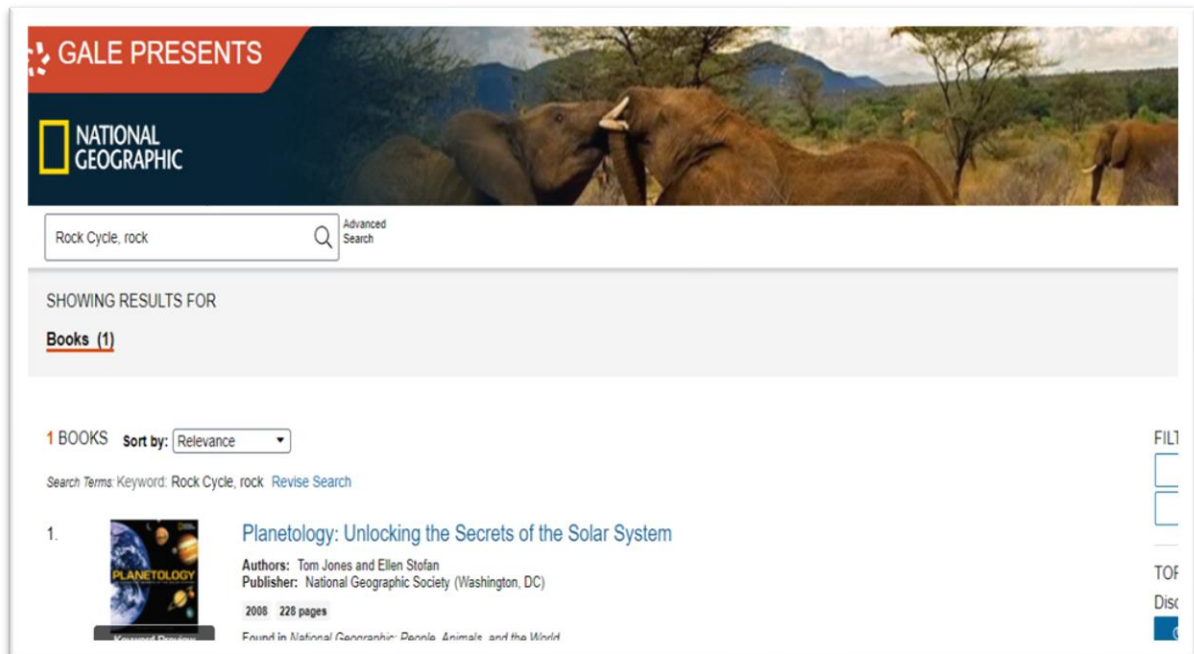 GALE PRESENTS
NATIONAL
GEOGRAPHIC
Rock Cycle, rock
Advanced
Search
SHOWING RESULTS FOR
Books (1)
1 BOOKS Sort by: Relevance
FILT
Search Terms: Keyword: Rock Cycle, rock Revise Search
1.
Planetology: Unlocking the Secrets of the Solar System
PLANETOLOGY
Authors: Tom Jones and Ellen Stofan
Publisher: National Geographic Society (Washington, DC)
2008 228 pages
Found in National Geographic: People, Animals, and the World
Keyword Preview
TOP
Disc